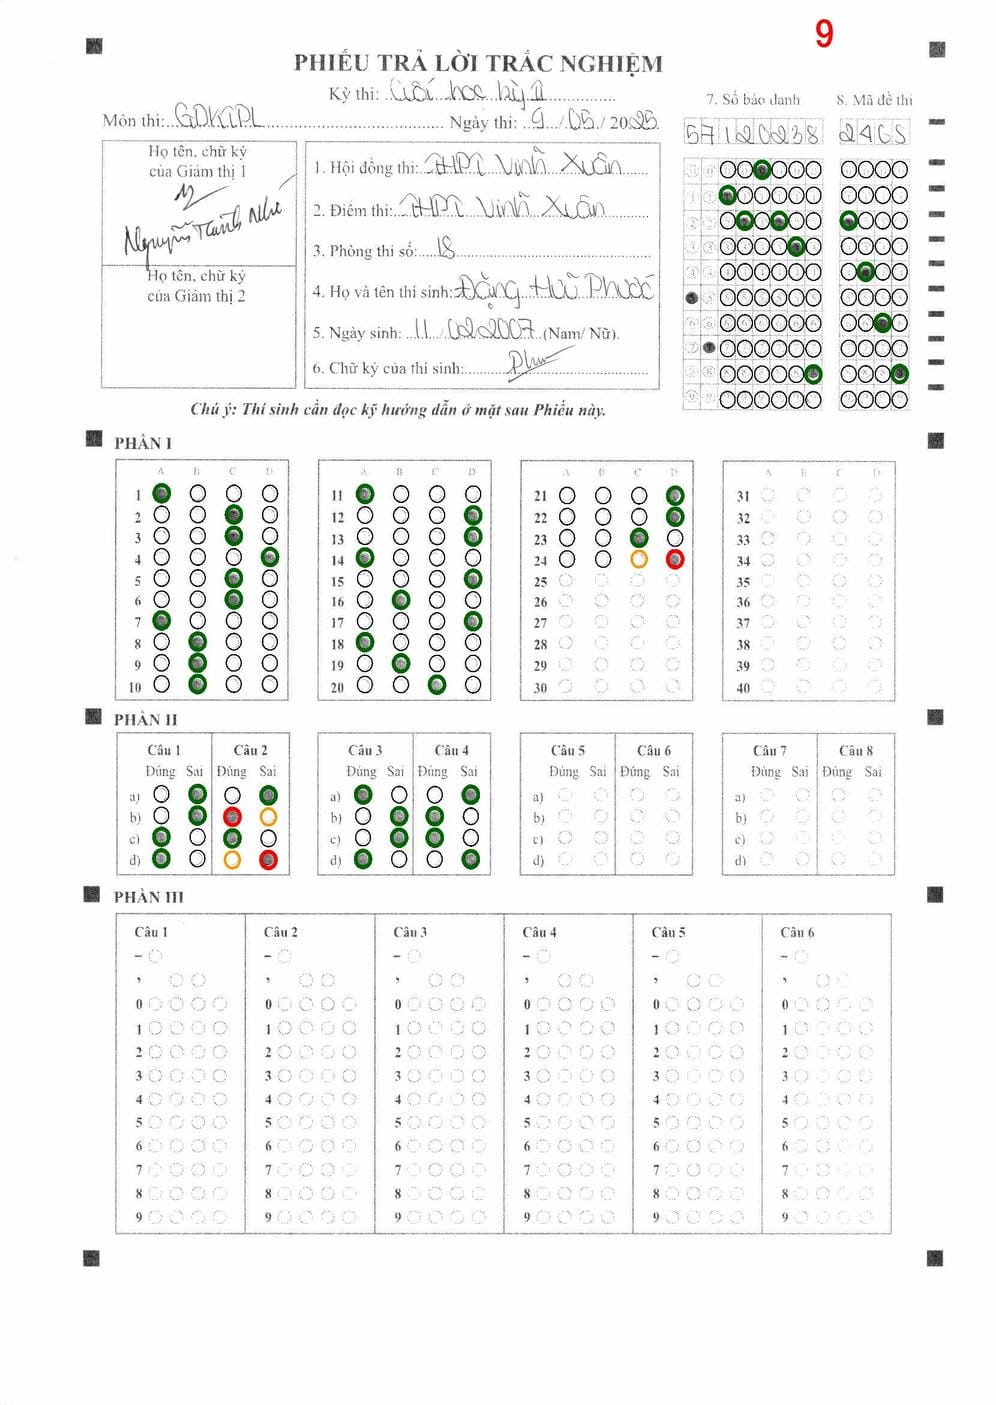 9
PHIẾU TRẢ LỜI TRẮC NGHIỆM
Kỳ thi: Cuối học kỳ II
Môn thi: GDKTPL Ngày thi: 9 / 05 / 2025
7. Số báo danh 8. Mã đề thi
57120238 2468
Họ tên, chữ ký
của Giám thị 1
Nguyễn Thanh Nhé
Họ tên, chữ ký
của Giám thị 2
1. Hội đồng thi: THPT Vĩnh Xuân
2. Điểm thi: THPT Vĩnh Xuân
3. Phòng thi số: 18
4. Họ và tên thí sinh: Đặng Hữu Phước
5. Ngày sinh: 11/02/2007 (Nam/ Nữ).
6. Chữ ký của thí sinh: Phư
Chú ý: Thí sinh cần đọc kỹ hướng dẫn ở mặt sau Phiếu này.
PHẦN I
A B C D A B C D A B C D A B C D
1 11 21 31
2 12 22 32
3 13 23 33
4 14 24 34
5 15 25 35
6 16 26 36
7 17 27 37
8 18 28 38
9 19 29 39
10 20 30 40
PHẦN II
Câu 1 Câu 2 Câu 3 Câu 4 Câu 5 Câu 6 Câu 7 Câu 8
Đúng Sai Đúng Sai Đúng Sai Đúng Sai Đúng Sai Đúng Sai Đúng Sai Đúng Sai
a) a) a) a)
b) b) b) b)
c) c) c) c)
d) d) d) d)
PHẦN III
Câu 1 Câu 2 Câu 3 Câu 4 Câu 5 Câu 6
- - - - - -
, , , , , ,
0 0 0 0 0 0
1 1 1 1 1 1
2 2 2 2 2 2
3 3 3 3 3 3
4 4 4 4 4 4
5 5 5 5 5 5
6 6 6 6 6 6
7 7 7 7 7 7
8 8 8 8 8 8
9 9 9 9 9 9